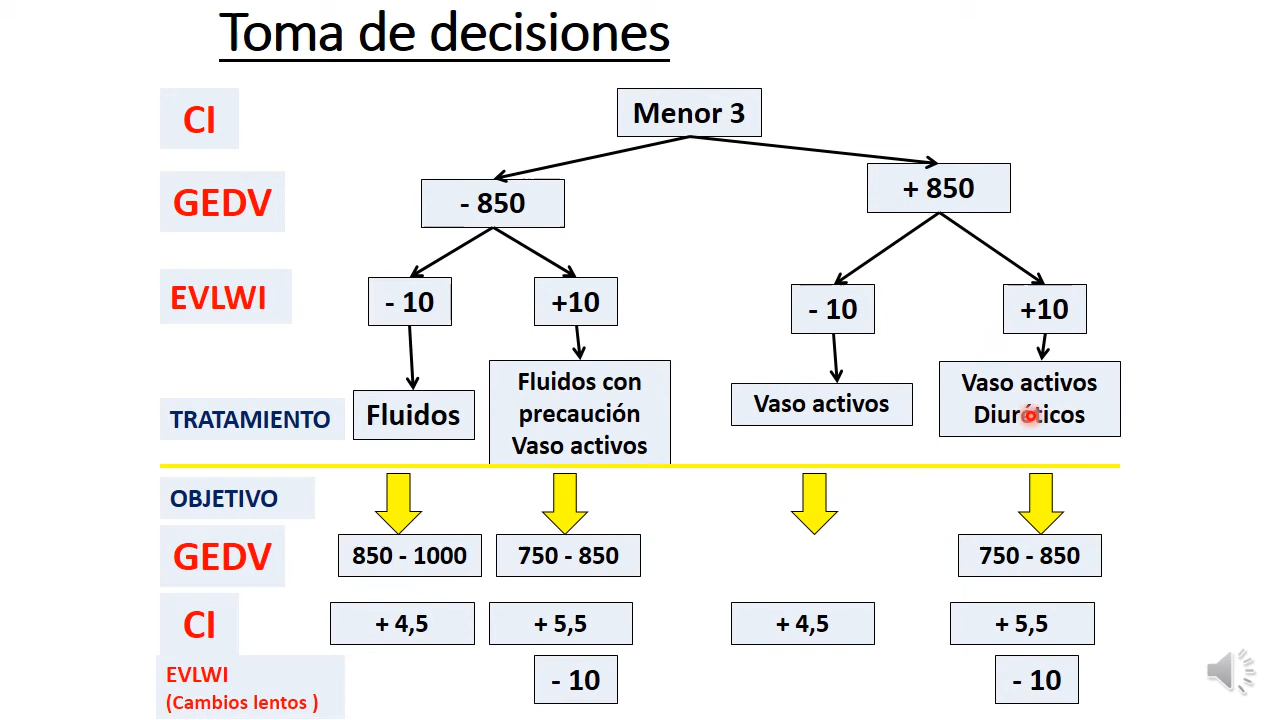 Toma de decisiones
CI
Menor 3
GEDV
- 850
+ 850
EVLWI
- 10
+10
- 10
+10
TRATAMIENTO
Fluidos
Fluidos con
precaución
Vaso activos
Vaso activos
Vaso activos
Diuréticos
OBJETIVO
GEDV
850 - 1000
750 - 850
750 - 850
CI
+ 4,5
+ 5,5
+ 4,5
+ 5,5
EVLWI
(Cambios lentos )
- 10
- 10